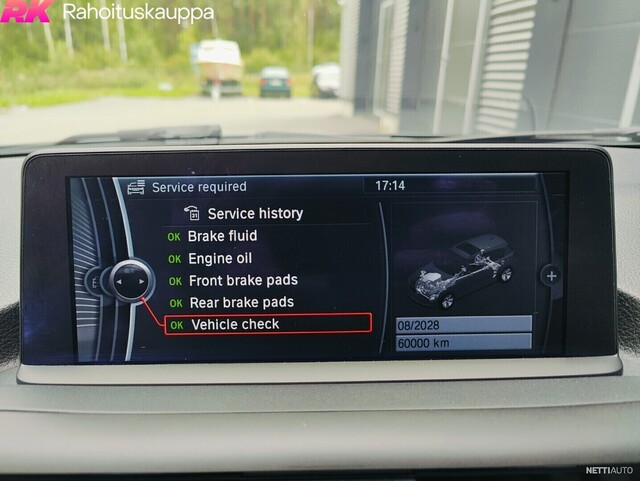 RK Rahoituskauppa
Service required 17:14
31 Service history
OK Brake fluid
OK Engine oil
OK Front brake pads
OK Rear brake pads
OK Vehicle check
08/2028
60000 km
NETTIAUTO